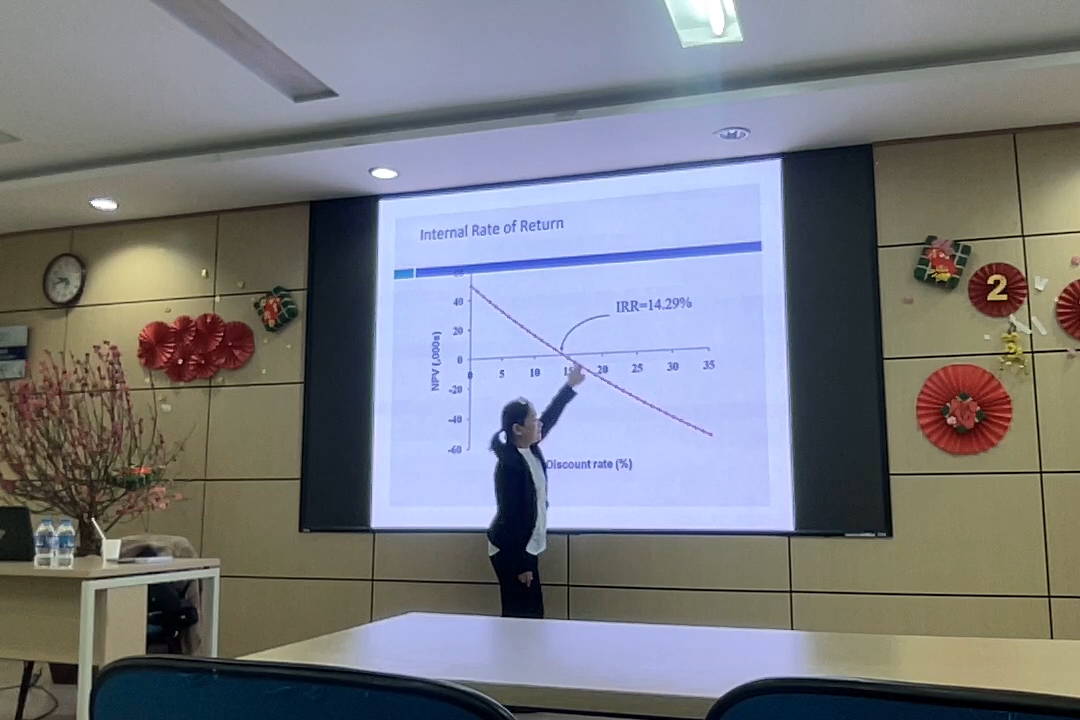 Internal Rate of Return
IRR=14.29%
NPV (,000s)
60
40
20
0
-20
-40
-60
0 5 10 15 20 25 30 35
Discount rate (%)
2